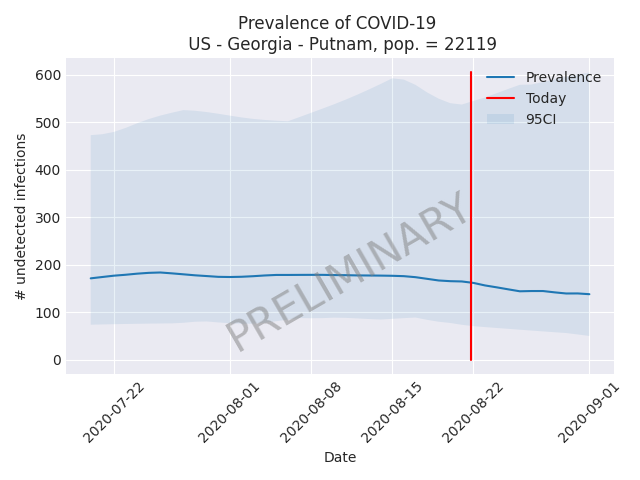 Prevalence of COVID-19
US - Georgia - Putnam, pop. = 22119
# undetected infections
600
500
400
300
200
100
0
Prevalence
Today
95CI
PRELIMINARY
2020-07-22
2020-08-01
2020-08-08
2020-08-15
2020-08-22
2020-09-01
Date